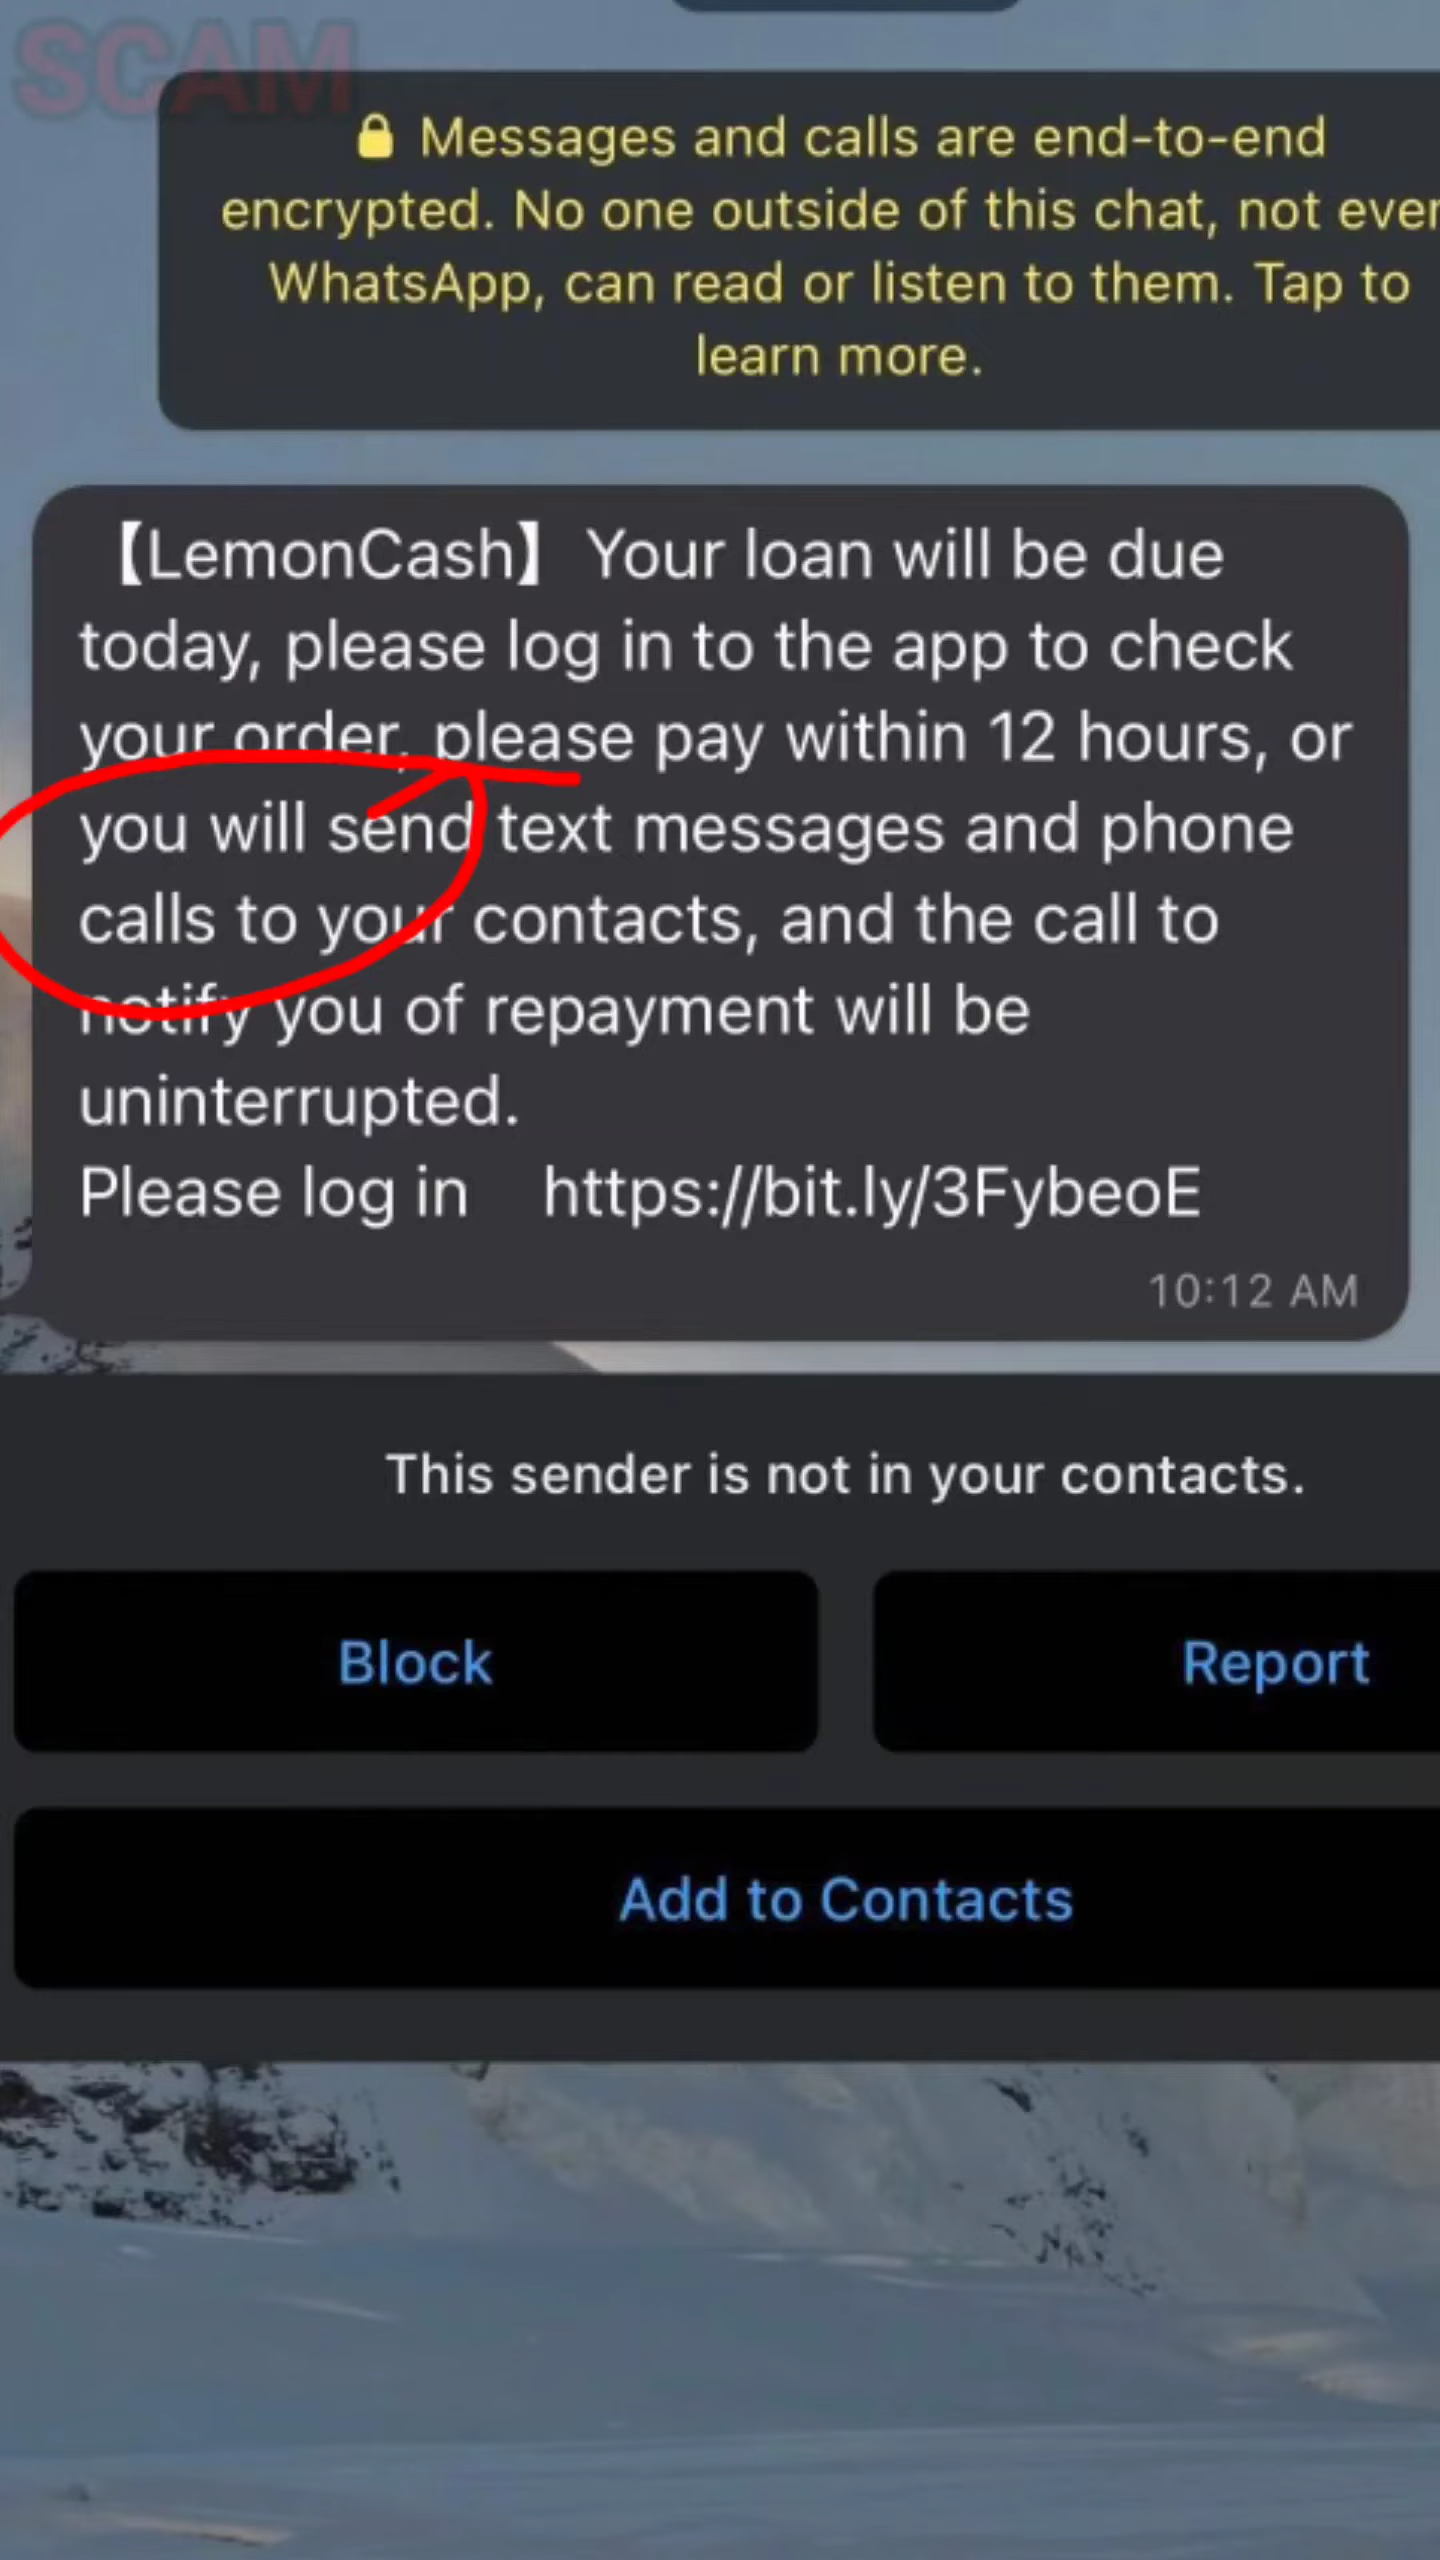 SCAM
🔒 Messages and calls are end-to-end
encrypted. No one outside of this chat, not even
WhatsApp, can read or listen to them. Tap to
learn more.
【LemonCash】 Your loan will be due
today, please log in to the app to check
your order, please pay within 12 hours, or
you will send text messages and phone
calls to your contacts, and the call to
notify you of repayment will be
uninterrupted.
Please log in https://bit.ly/3FybeoE
10:12 AM
This sender is not in your contacts.
Block
Report
Add to Contacts